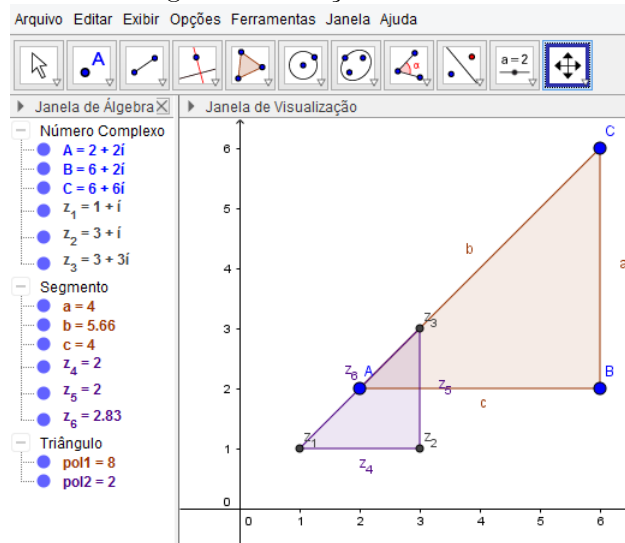 Arquivo Editar Exibir Opções Ferramentas Janela Ajuda
A
α
a=2
Janela de Álgebra
Janela de Visualização
Número Complexo
A = 2 + 2í
B = 6 + 2í
C = 6 + 6í
z₁ = 1 + í
z₂ = 3 + í
z₃ = 3 + 3í
Segmento
a = 4
b = 5.66
c = 4
z₄ = 2
z₅ = 2
z₆ = 2.83
Triângulo
pol1 = 8
pol2 = 2
C
6
5
b
4
a
3
z₃
z₆ A
z₅
B
2
c
z₁
z₂
1
z₄
0
0 1 2 3 4 5 6